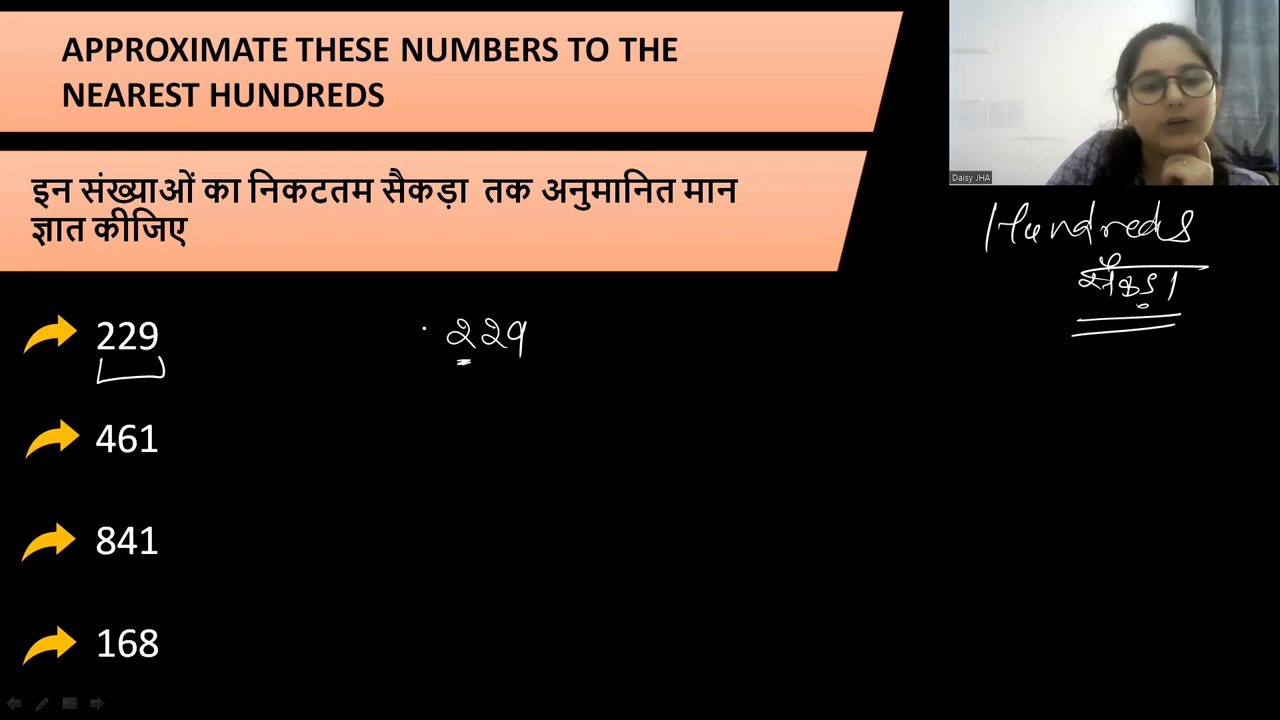 APPROXIMATE THESE NUMBERS TO THE
NEAREST HUNDREDS
इन संख्याओं का निकटतम सैकड़ा तक अनुमानित मान
ज्ञात कीजिए
Daisy JHA
Hundreds
सैकड़ा
229 229
461
841
168